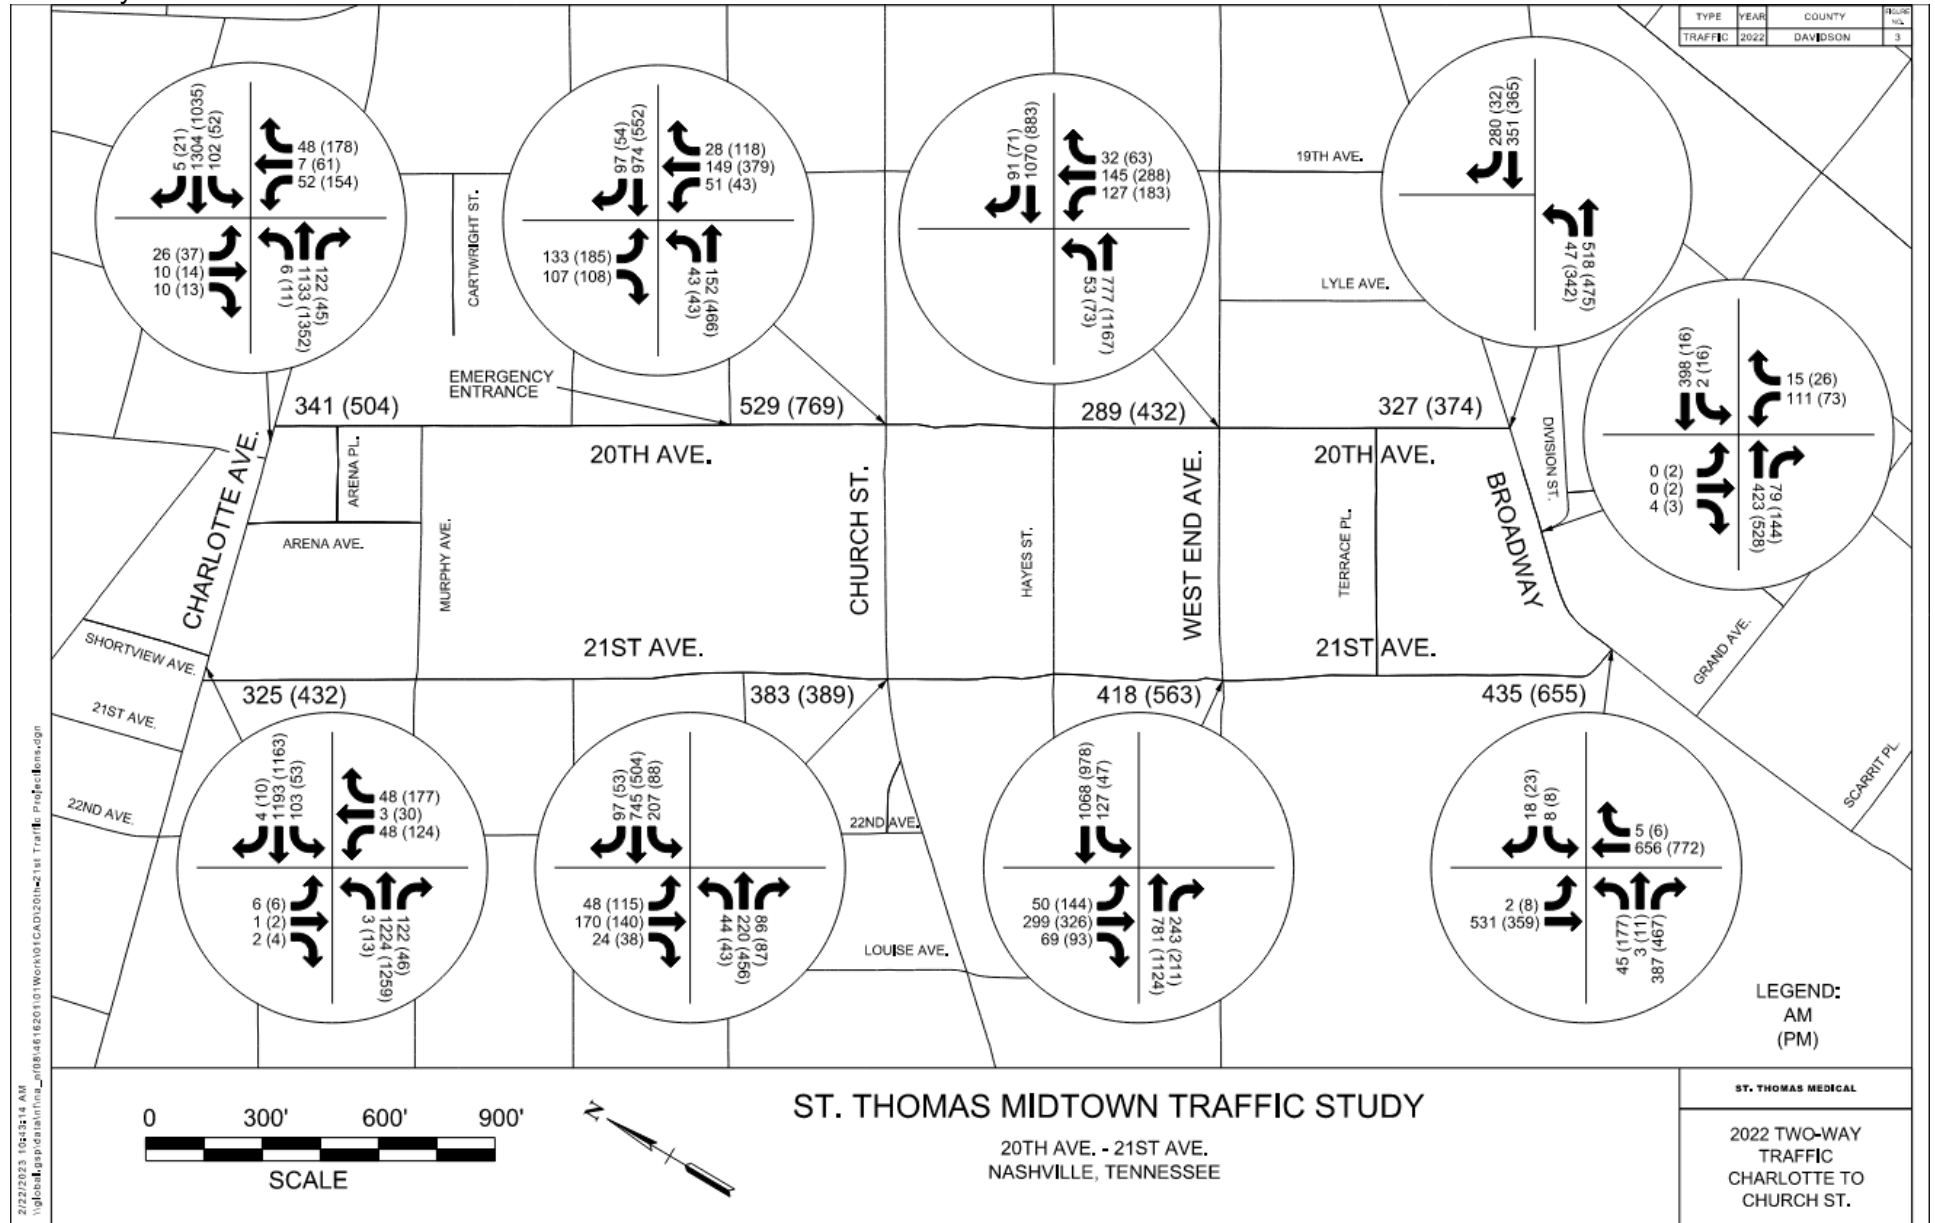 TYPE YEAR COUNTY FIGURE NO.
TRAFFIC 2022 DAVIDSON 3
5 (21)
1304 (1035)
102 (52)
48 (178)
7 (61)
52 (154)
26 (37)
10 (14)
10 (13)
6 (11)
1133 (1352)
122 (45)
97 (54)
974 (552)
28 (118)
149 (379)
51 (43)
133 (185)
107 (108)
43 (43)
152 (466)
91 (71)
1070 (883)
32 (63)
145 (288)
127 (183)
53 (73)
777 (1167)
280 (32)
351 (365)
47 (342)
518 (475)
398 (16)
2 (16)
15 (26)
111 (73)
0 (2)
0 (2)
4 (3)
423 (528)
79 (144)
CARTWRIGHT ST.
19TH AVE.
LYLE AVE.
EMERGENCY
ENTRANCE
341 (504)
529 (769)
289 (432)
327 (374)
20TH AVE.
20TH AVE.
CHARLOTTE AVE.
ARENA PL.
ARENA AVE.
MURPHY AVE.
CHURCH ST.
HAYES ST.
WEST END AVE.
TERRACE PL.
BROADWAY
DIVISION ST.
GRAND AVE.
SCARRIT PL.
SHORTVIEW AVE.
21ST AVE.
22ND AVE.
21ST AVE.
21ST AVE.
325 (432)
383 (389)
418 (563)
435 (655)
4 (10)
1193 (1163)
103 (53)
48 (177)
3 (30)
48 (124)
6 (6)
1 (2)
2 (4)
3 (13)
1224 (1259)
122 (46)
97 (53)
745 (504)
207 (88)
48 (115)
170 (140)
24 (38)
44 (43)
220 (456)
86 (87)
22ND AVE.
LOUISE AVE.
1068 (978)
127 (47)
50 (144)
299 (326)
69 (93)
781 (1124)
243 (211)
18 (23)
8 (8)
5 (6)
656 (772)
2 (8)
531 (359)
45 (177)
3 (11)
387 (467)
LEGEND:
AM
(PM)
0 300' 600' 900'
SCALE
N
ST. THOMAS MIDTOWN TRAFFIC STUDY
20TH AVE. - 21ST AVE.
NASHVILLE, TENNESSEE
ST. THOMAS MEDICAL
2022 TWO-WAY
TRAFFIC
CHARLOTTE TO
CHURCH ST.
2/22/2023 10:43:14 AM